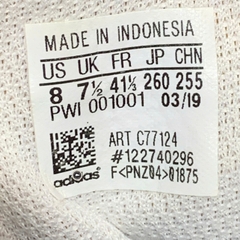 MADE IN INDONESIA
US UK FR JP CHN
8 7½ 41⅓ 260 255
PWI 001001 03/19
ART C77124
#122740296
adidas F<PNZ04>01875